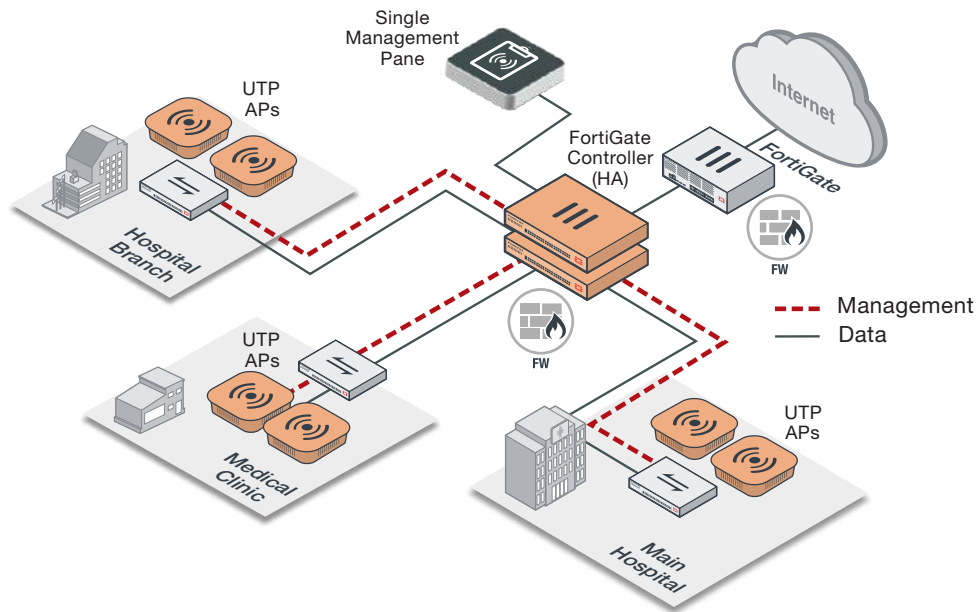 Single
Management
Pane
Internet
UTP
APs
FortiGate
Controller
(HA)
FortiGate
FW
Hospital
Branch
Management
Data
FW
UTP
APs
Medical
Clinic
UTP
APs
Main
Hospital